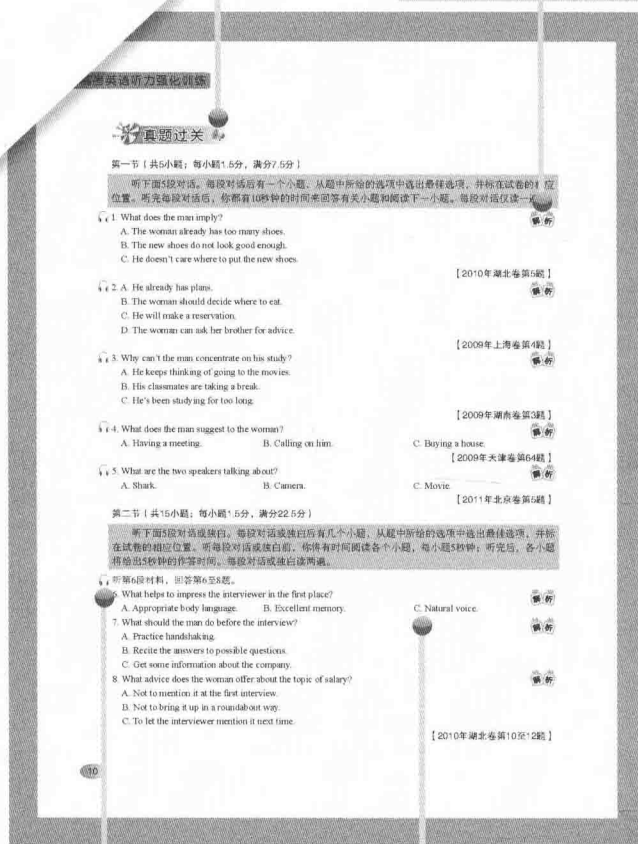 英语听力强化训练
真题过关
第一节（共5小题；每小题1.5分，满分7.5分）
听下面5段对话。每段对话后有一个小题，从题中所给的选项中选出最佳选项，并标在试卷的相应
位置。听完每段对话后，你都有10秒钟的时间来回答有关小题和阅读下一小题。每段对话仅读一
1. What does the man imply?
解析
A. The woman already has too many shoes.
B. The new shoes do not look good enough.
C. He doesn't care where to put the new shoes.
【2010年湖北卷第5题】
2. A. He already has plans.
解析
B. The woman should decide where to eat.
C. He will make a reservation.
D. The woman can ask her brother for advice.
【2009年上海卷第4题】
3. Why can't the man concentrate on his study?
解析
A. He keeps thinking of going to the movies.
B. His classmates are taking a break.
C. He's been studying for too long.
【2009年湖南卷第3题】
4. What does the man suggest to the woman?
解析
A. Having a meeting. B. Calling on him. C. Buying a house.
【2009年天津卷第64题】
5. What are the two speakers talking about?
解析
A. Shark. B. Camera. C. Movie.
【2011年北京卷第5题】
第二节（共15小题；每小题1.5分，满分22.5分）
听下面5段对话或独白。每段对话或独白后有几个小题，从题中所给的选项中选出最佳选项，并标
在试卷的相应位置。听每段对话或独白前，你将有时间阅读各个小题，每小题5秒钟；听完后，各小题
将给出5秒钟的作答时间。每段对话或独白读两遍。
听第6段材料，回答第6至8题。
6. What helps to impress the interviewer in the first place?
解析
A. Appropriate body language. B. Excellent memory. C. Natural voice.
7. What should the man do before the interview?
解析
A. Practice handshaking.
B. Recite the answers to possible questions.
C. Get some information about the company.
8. What advice does the woman offer about the topic of salary?
解析
A. Not to mention it at the first interview.
B. Not to bring it up in a roundabout way.
C. To let the interviewer mention it next time.
【2010年湖北卷第10至12题】
10